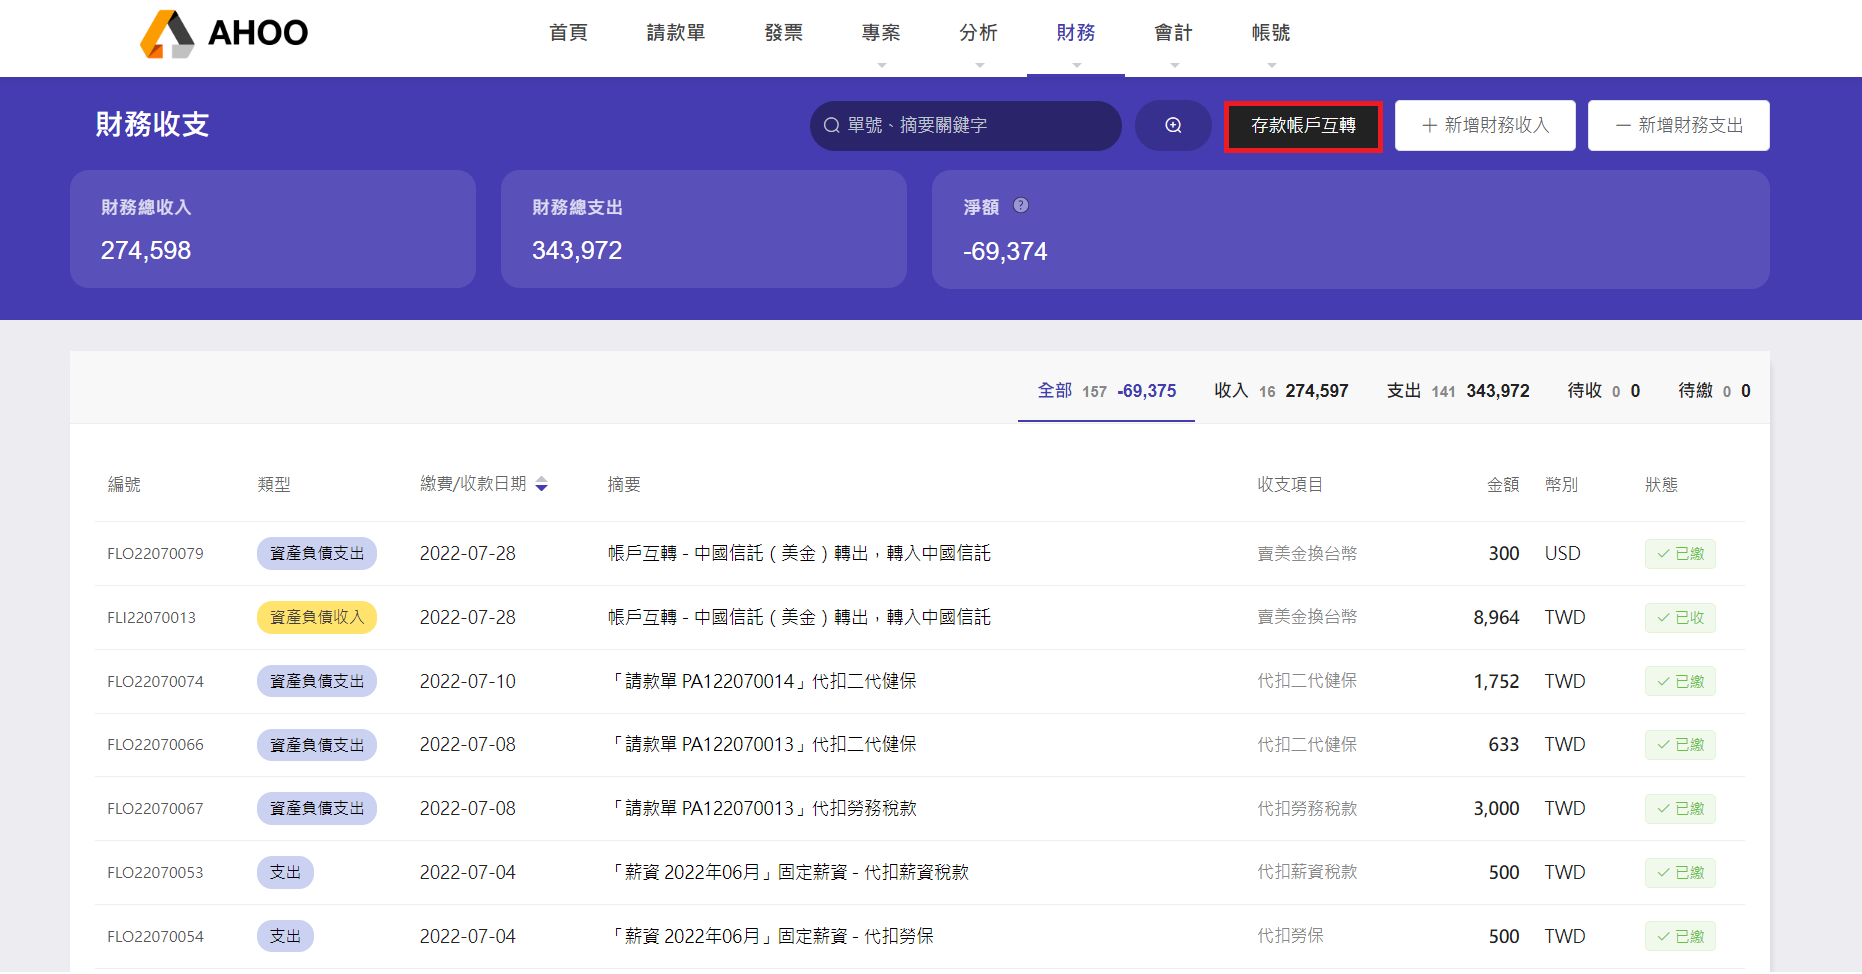 AHOO 首頁 請款單 發票 專案 分析 財務 會計 帳號
財務收支 單號、摘要關鍵字 存款帳戶互轉 + 新增財務收入 − 新增財務支出
財務總收入 財務總支出 淨額 ?
274,598 343,972 -69,374
全部 157 -69,375 收入 16 274,597 支出 141 343,972 待收 0 0 待繳 0 0
編號 類型 繳費/收款日期 摘要 收支項目 金額 幣別 狀態
FLO22070079 資產負債支出 2022-07-28 帳戶互轉 - 中國信託 ( 美金 ) 轉出，轉入中國信託 賣美金換台幣 300 USD 已繳
FLI22070013 資產負債收入 2022-07-28 帳戶互轉 - 中國信託 ( 美金 ) 轉出，轉入中國信託 賣美金換台幣 8,964 TWD 已收
FLO22070074 資產負債支出 2022-07-10 「請款單 PA122070014」代扣二代健保 代扣二代健保 1,752 TWD 已繳
FLO22070066 資產負債支出 2022-07-08 「請款單 PA122070013」代扣二代健保 代扣二代健保 633 TWD 已繳
FLO22070067 資產負債支出 2022-07-08 「請款單 PA122070013」代扣勞務稅款 代扣勞務稅款 3,000 TWD 已繳
FLO22070053 支出 2022-07-04 「薪資 2022年06月」固定薪資 - 代扣薪資稅款 代扣薪資稅款 500 TWD 已繳
FLO22070054 支出 2022-07-04 「薪資 2022年06月」固定薪資 - 代扣勞保 代扣勞保 500 TWD 已繳